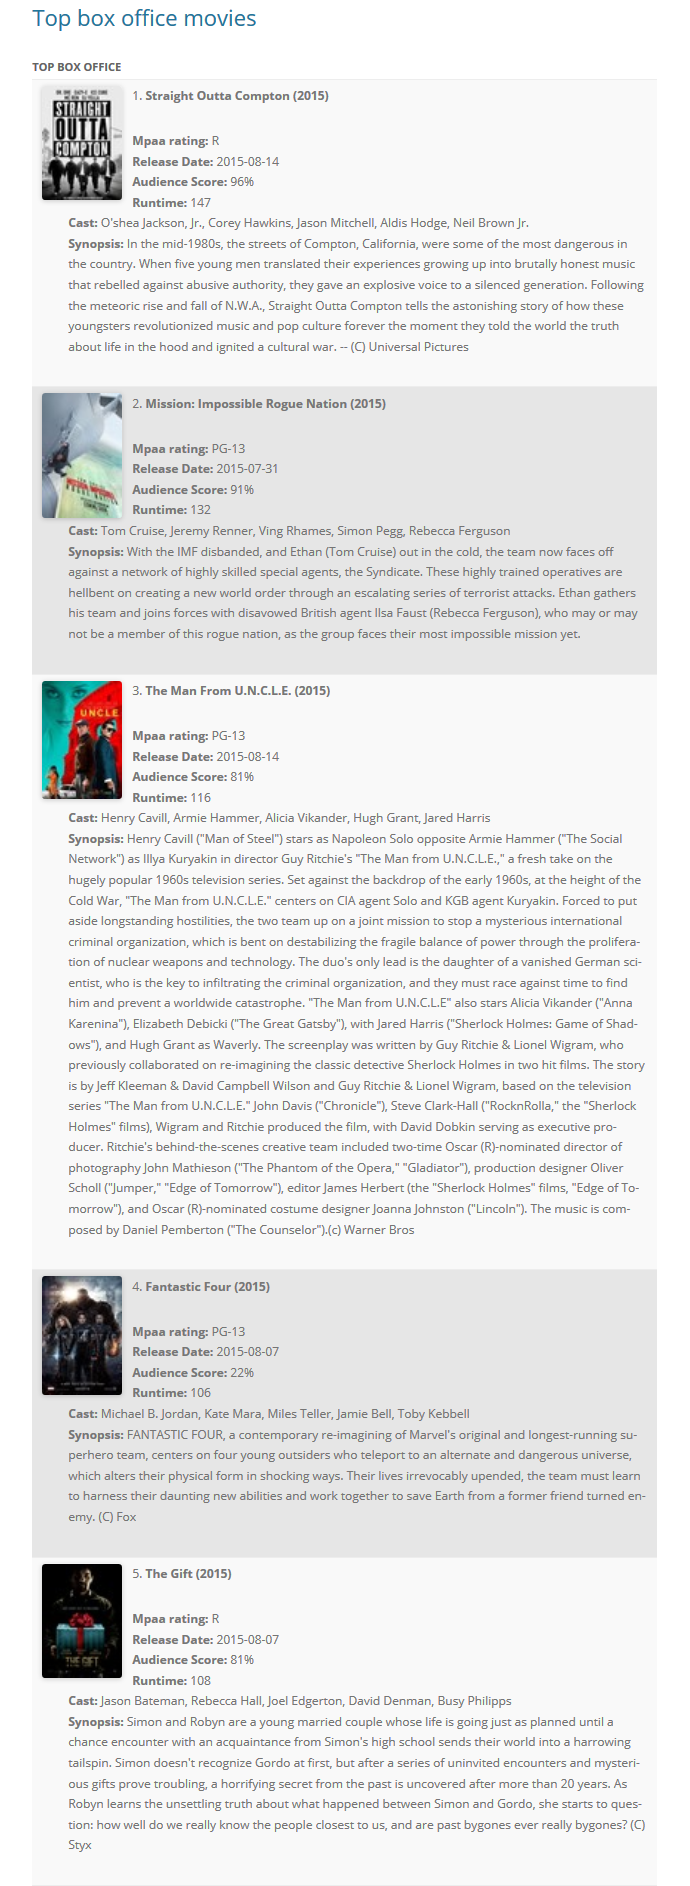 Top box office movies
TOP BOX OFFICE
1. Straight Outta Compton (2015)
STRAIGHT
OUTTA
COMPTON
Mpaa rating: R
Release Date: 2015-08-14
Audience Score: 96%
Runtime: 147
Cast: O'shea Jackson, Jr., Corey Hawkins, Jason Mitchell, Aldis Hodge, Neil Brown Jr.
Synopsis: In the mid-1980s, the streets of Compton, California, were some of the most dangerous in
the country. When five young men translated their experiences growing up into brutally honest music
that rebelled against abusive authority, they gave an explosive voice to a silenced generation. Following
the meteoric rise and fall of N.W.A., Straight Outta Compton tells the astonishing story of how these
youngsters revolutionized music and pop culture forever the moment they told the world the truth
about life in the hood and ignited a cultural war. -- (C) Universal Pictures
2. Mission: Impossible Rogue Nation (2015)
Mpaa rating: PG-13
Release Date: 2015-07-31
Audience Score: 91%
Runtime: 132
Cast: Tom Cruise, Jeremy Renner, Ving Rhames, Simon Pegg, Rebecca Ferguson
Synopsis: With the IMF disbanded, and Ethan (Tom Cruise) out in the cold, the team now faces off
against a network of highly skilled special agents, the Syndicate. These highly trained operatives are
hellbent on creating a new world order through an escalating series of terrorist attacks. Ethan gathers
his team and joins forces with disavowed British agent Ilsa Faust (Rebecca Ferguson), who may or may
not be a member of this rogue nation, as the group faces their most impossible mission yet.
3. The Man From U.N.C.L.E. (2015)
UNCLE
Mpaa rating: PG-13
Release Date: 2015-08-14
Audience Score: 81%
Runtime: 116
Cast: Henry Cavill, Armie Hammer, Alicia Vikander, Hugh Grant, Jared Harris
Synopsis: Henry Cavill ("Man of Steel") stars as Napoleon Solo opposite Armie Hammer ("The Social
Network") as Illya Kuryakin in director Guy Ritchie's "The Man from U.N.C.L.E.," a fresh take on the
hugely popular 1960s television series. Set against the backdrop of the early 1960s, at the height of the
Cold War, "The Man from U.N.C.L.E." centers on CIA agent Solo and KGB agent Kuryakin. Forced to put
aside longstanding hostilities, the two team up on a joint mission to stop a mysterious international
criminal organization, which is bent on destabilizing the fragile balance of power through the prolifera-
tion of nuclear weapons and technology. The duo's only lead is the daughter of a vanished German sci-
entist, who is the key to infiltrating the criminal organization, and they must race against time to find
him and prevent a worldwide catastrophe. "The Man from U.N.C.L.E" also stars Alicia Vikander ("Anna
Karenina"), Elizabeth Debicki ("The Great Gatsby"), with Jared Harris ("Sherlock Holmes: Game of Shad-
ows"), and Hugh Grant as Waverly. The screenplay was written by Guy Ritchie & Lionel Wigram, who
previously collaborated on re-imagining the classic detective Sherlock Holmes in two hit films. The story
is by Jeff Kleeman & David Campbell Wilson and Guy Ritchie & Lionel Wigram, based on the television
series "The Man from U.N.C.L.E." John Davis ("Chronicle"), Steve Clark-Hall ("RocknRolla," the "Sherlock
Holmes" films), Wigram and Ritchie produced the film, with David Dobkin serving as executive pro-
ducer. Ritchie's behind-the-scenes creative team included two-time Oscar (R)-nominated director of
photography John Mathieson ("The Phantom of the Opera," "Gladiator"), production designer Oliver
Scholl ("Jumper," "Edge of Tomorrow"), editor James Herbert (the "Sherlock Holmes" films, "Edge of To-
morrow"), and Oscar (R)-nominated costume designer Joanna Johnston ("Lincoln"). The music is com-
posed by Daniel Pemberton ("The Counselor").(c) Warner Bros
4. Fantastic Four (2015)
Mpaa rating: PG-13
Release Date: 2015-08-07
Audience Score: 22%
Runtime: 106
Cast: Michael B. Jordan, Kate Mara, Miles Teller, Jamie Bell, Toby Kebbell
Synopsis: FANTASTIC FOUR, a contemporary re-imagining of Marvel's original and longest-running su-
perhero team, centers on four young outsiders who teleport to an alternate and dangerous universe,
which alters their physical form in shocking ways. Their lives irrevocably upended, the team must learn
to harness their daunting new abilities and work together to save Earth from a former friend turned en-
emy. (C) Fox
5. The Gift (2015)
THE GIFT
Mpaa rating: R
Release Date: 2015-08-07
Audience Score: 81%
Runtime: 108
Cast: Jason Bateman, Rebecca Hall, Joel Edgerton, David Denman, Busy Philipps
Synopsis: Simon and Robyn are a young married couple whose life is going just as planned until a
chance encounter with an acquaintance from Simon's high school sends their world into a harrowing
tailspin. Simon doesn't recognize Gordo at first, but after a series of uninvited encounters and mysteri-
ous gifts prove troubling, a horrifying secret from the past is uncovered after more than 20 years. As
Robyn learns the unsettling truth about what happened between Simon and Gordo, she starts to ques-
tion: how well do we really know the people closest to us, and are past bygones ever really bygones? (C)
Styx